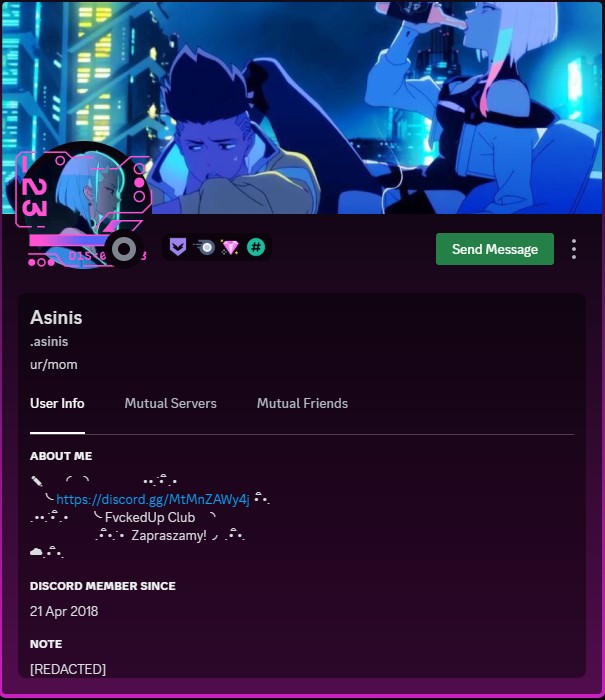 23
Send Message
Asinis
.asinis
ur/mom
User Info
Mutual Servers
Mutual Friends
ABOUT ME
https://discord.gg/MtMnZAWy4j
FvckedUp Club
Zapraszamy!
DISCORD MEMBER SINCE
21 Apr 2018
NOTE
[REDACTED]